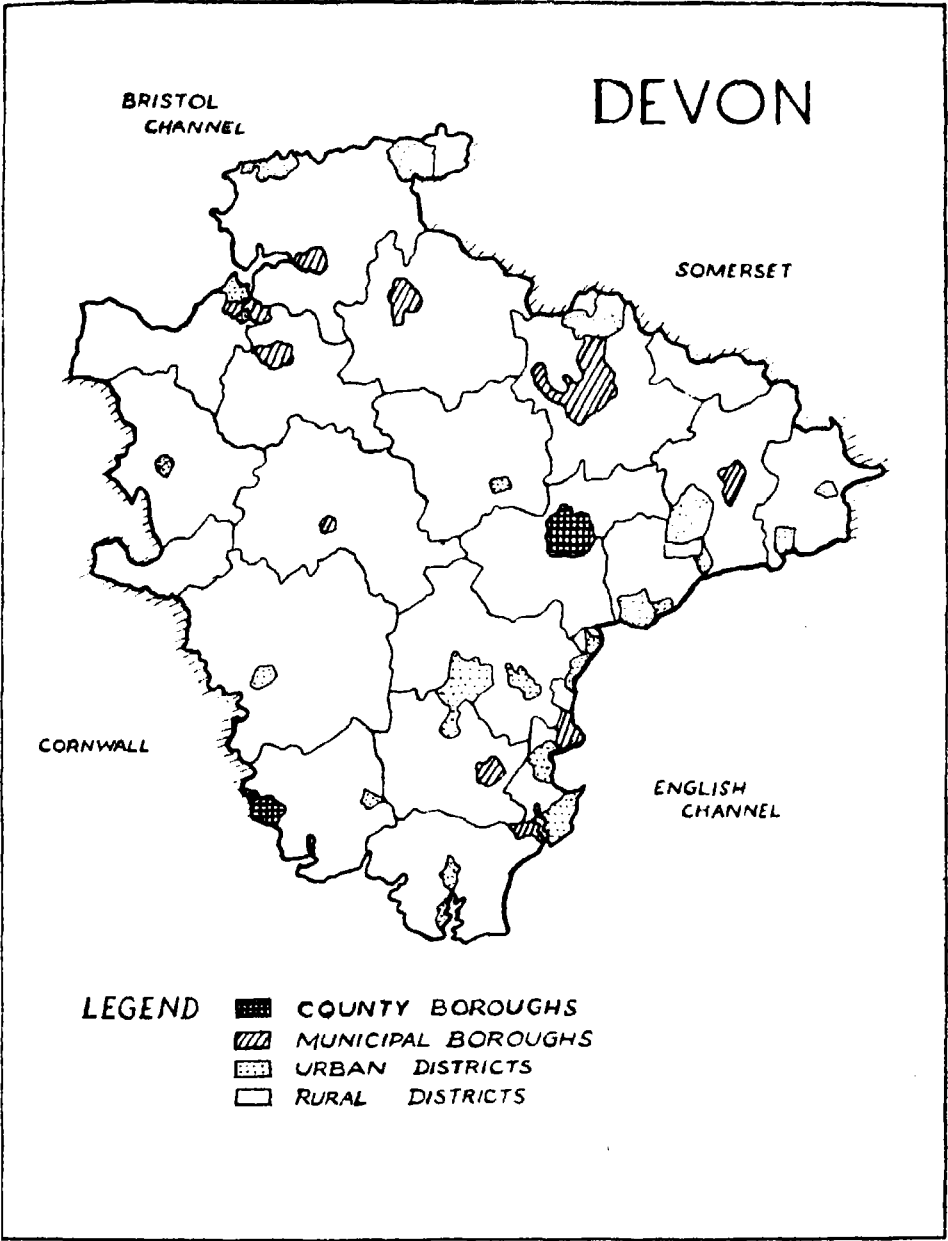 BRISTOL
CHANNEL
DEVON
SOMERSET
CORNWALL
ENGLISH
CHANNEL
LEGEND
COUNTY BOROUGHS
MUNICIPAL BOROUGHS
URBAN DISTRICTS
RURAL DISTRICTS